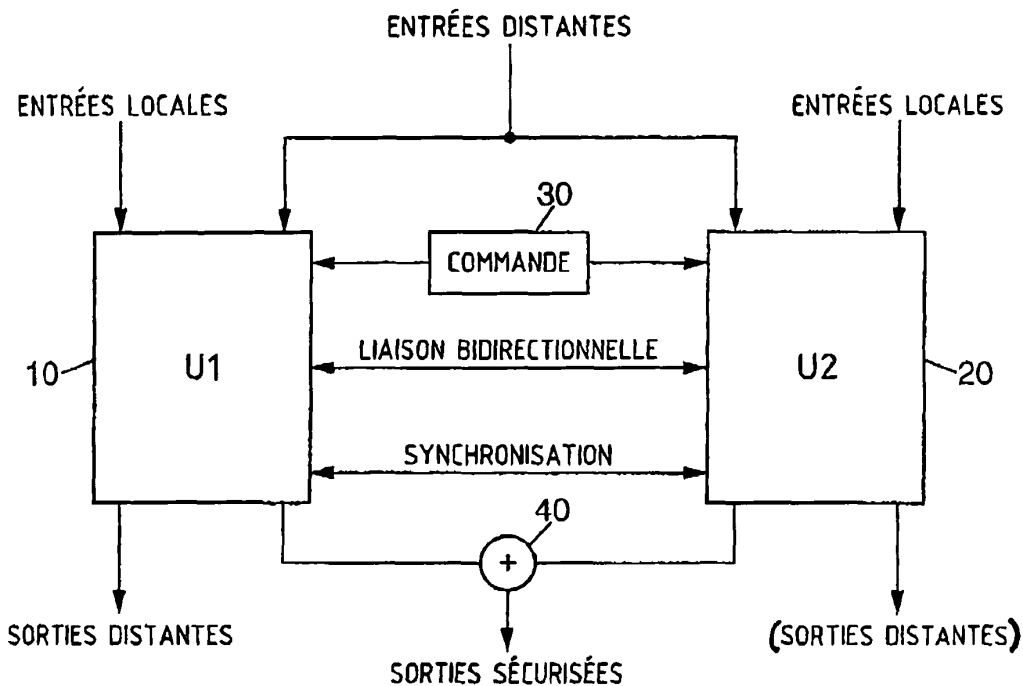 ENTRÉES DISTANTES
ENTRÉES LOCALES
ENTRÉES LOCALES
30
COMMANDE
LIAISON BIDIRECTIONNELLE
10
U1
U2
20
SYNCHRONISATION
40
+
SORTIES DISTANTES
(SORTIES DISTANTES)
SORTIES SÉCURISÉES